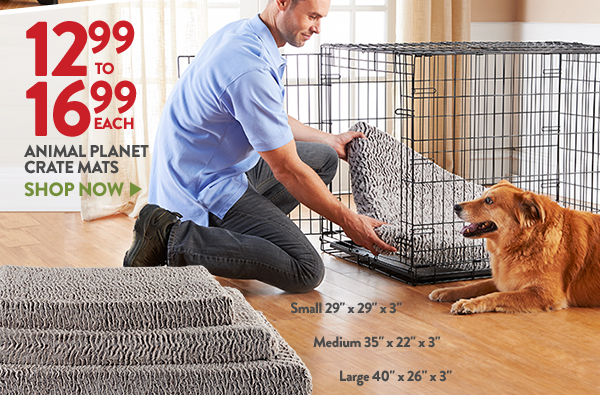 12.99
TO
16.99
EACH
ANIMAL PLANET
CRATE MATS
SHOP NOW ▶
Small 29" x 29" x 3"
Medium 35" x 22" x 3"
Large 40" x 26" x 3"